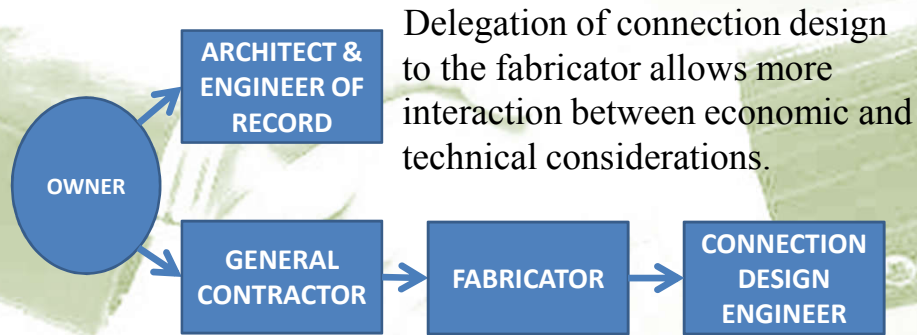 Delegation of connection design
to the fabricator allows more
interaction between economic and
technical considerations.
ARCHITECT &
ENGINEER OF
RECORD
OWNER
GENERAL
CONTRACTOR
FABRICATOR
CONNECTION
DESIGN
ENGINEER